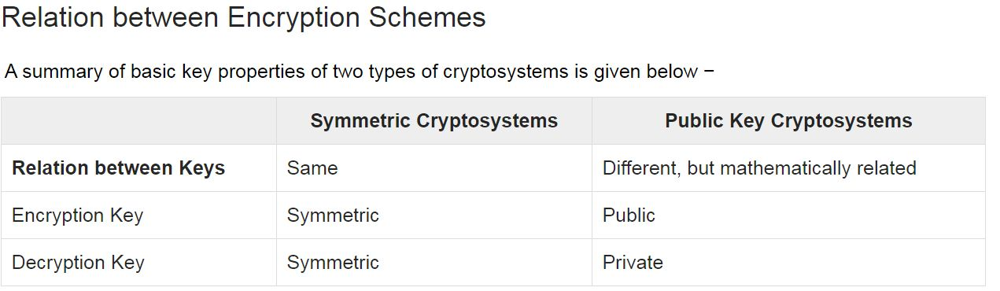 Relation between Encryption Schemes
A summary of basic key properties of two types of cryptosystems is given below −
Symmetric Cryptosystems Public Key Cryptosystems
Relation between Keys Same Different, but mathematically related
Encryption Key Symmetric Public
Decryption Key Symmetric Private